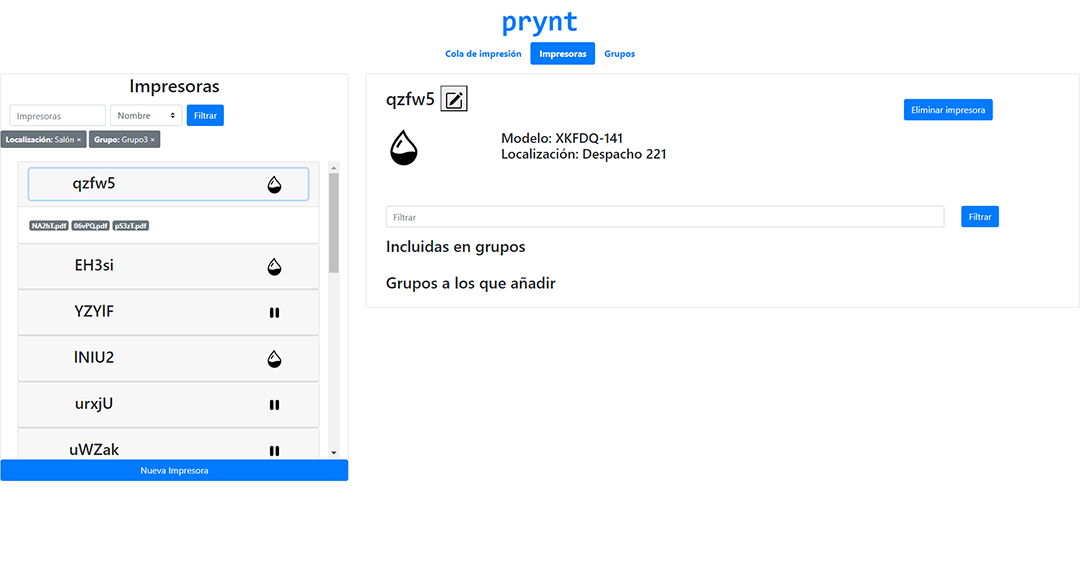 prynt
Cola de impresión Impresoras Grupos
Impresoras
Impresoras Nombre Filtrar
Localización: Salón × Grupo: Grupo3 ×
qzfw5
NA2hT.pdf 06vPQ.pdf pS3zT.pdf
EH3si
YZYlF
lNIU2
urxjU
uWZak
Nueva Impresora
qzfw5
Eliminar impresora
Modelo: XKFDQ-141
Localización: Despacho 221
Filtrar Filtrar
Incluidas en grupos
Grupos a los que añadir